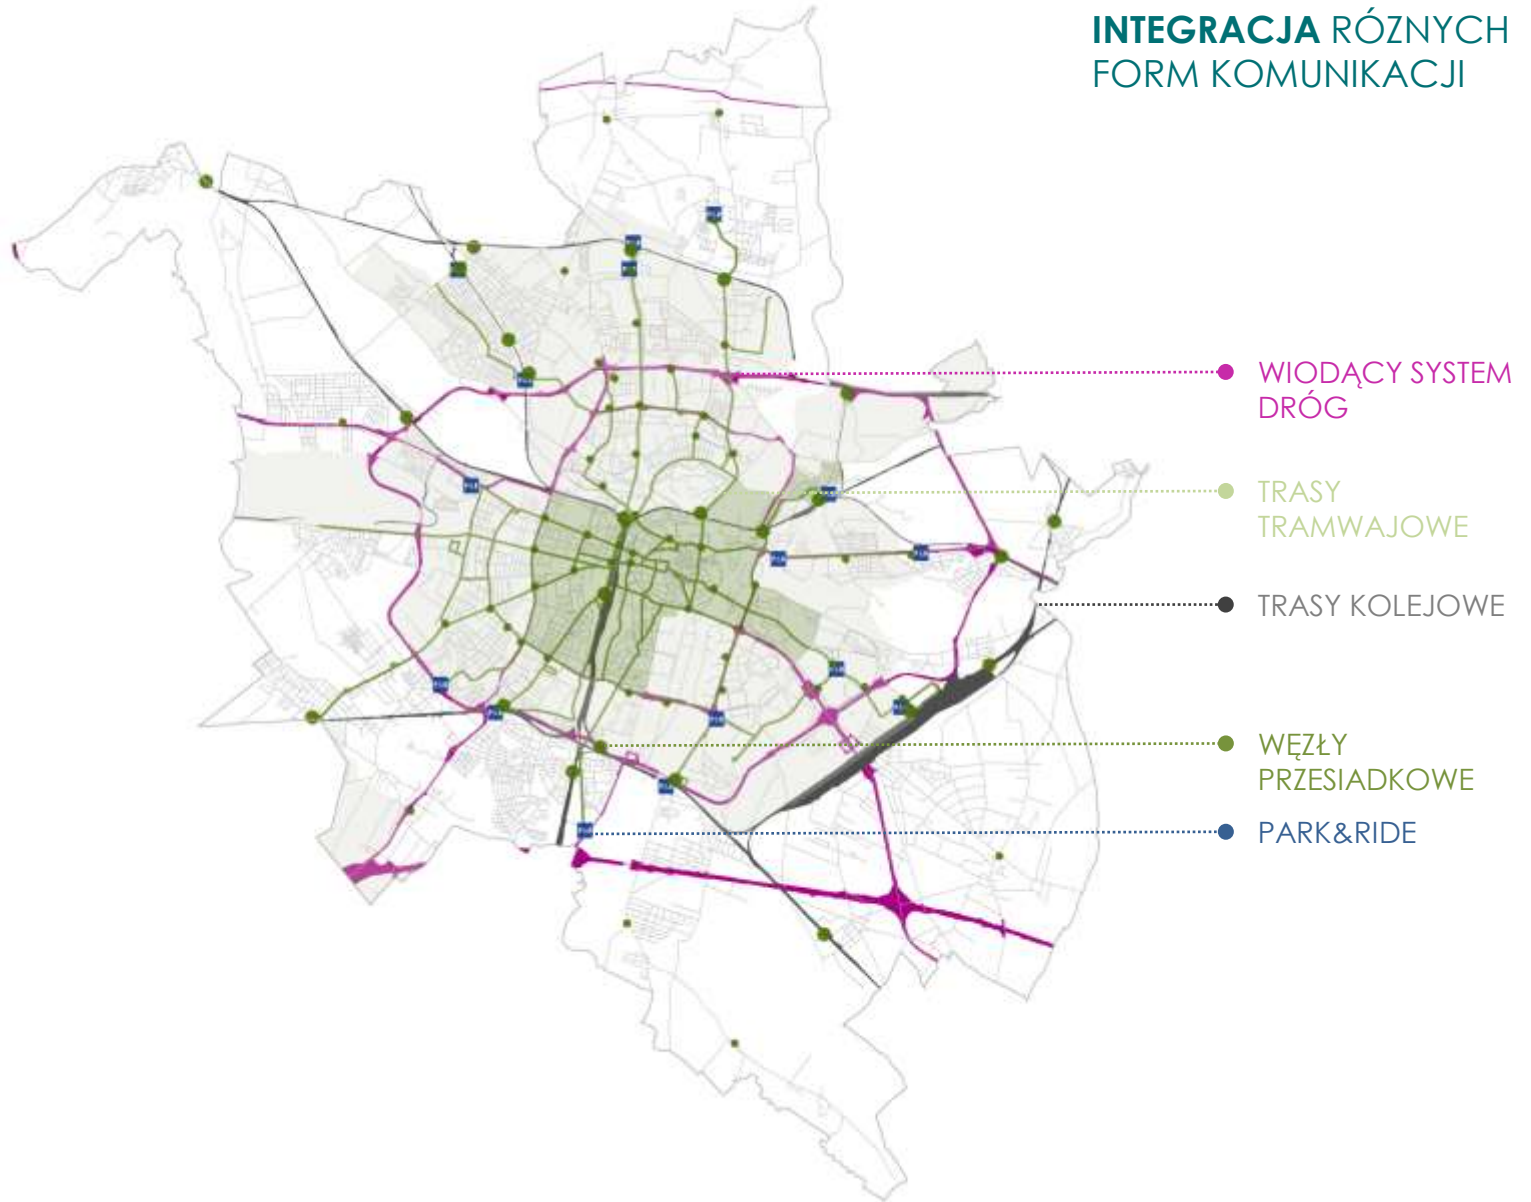 INTEGRACJA RÓZNYCH
FORM KOMUNIKACJI
WIODĄCY SYSTEM
DRÓG
TRASY
TRAMWAJOWE
TRASY KOLEJOWE
WĘZŁY
PRZESIADKOWE
PARK&RIDE